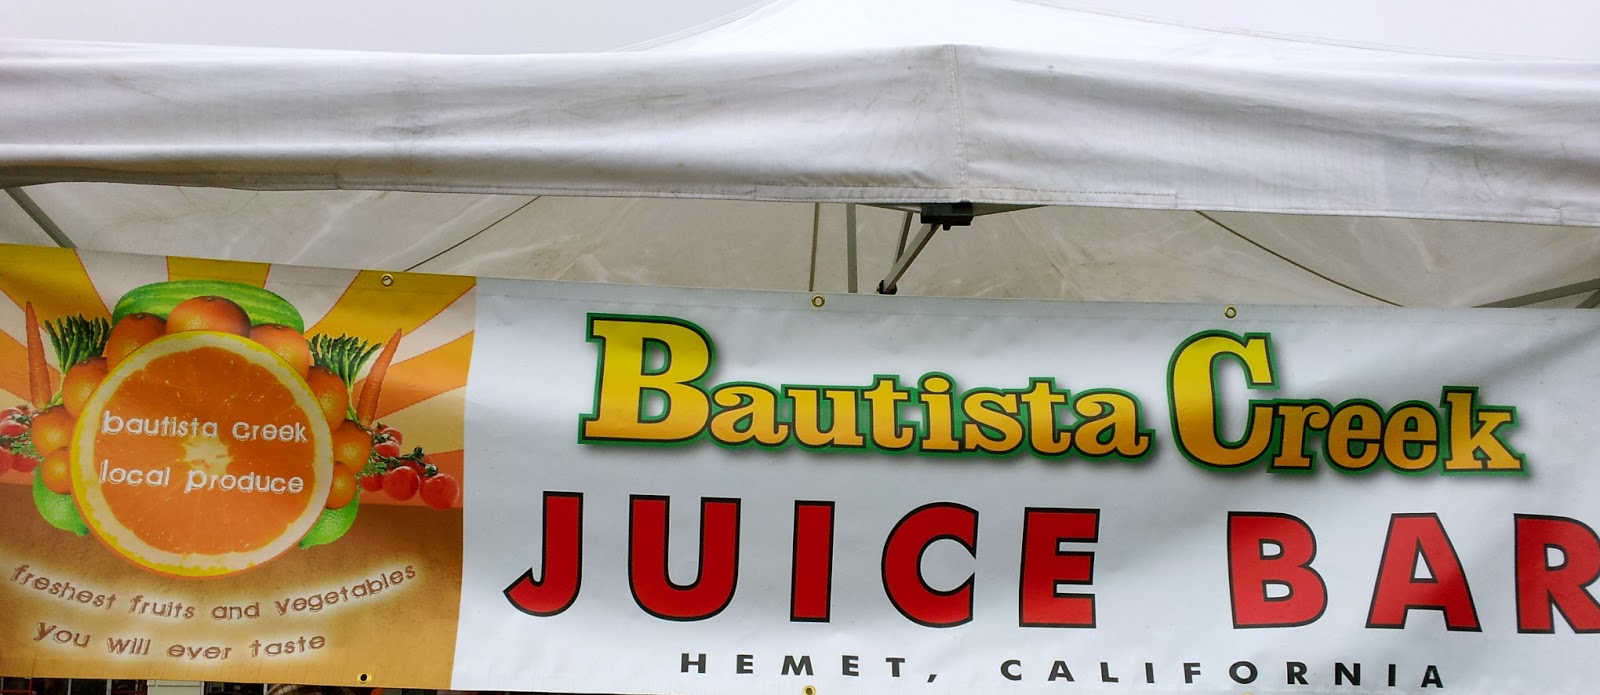 bautista creek
local produce
freshest fruits and vegetables
you will ever taste
Bautista Creek
JUICE BAR
HEMET, CALIFORNIA